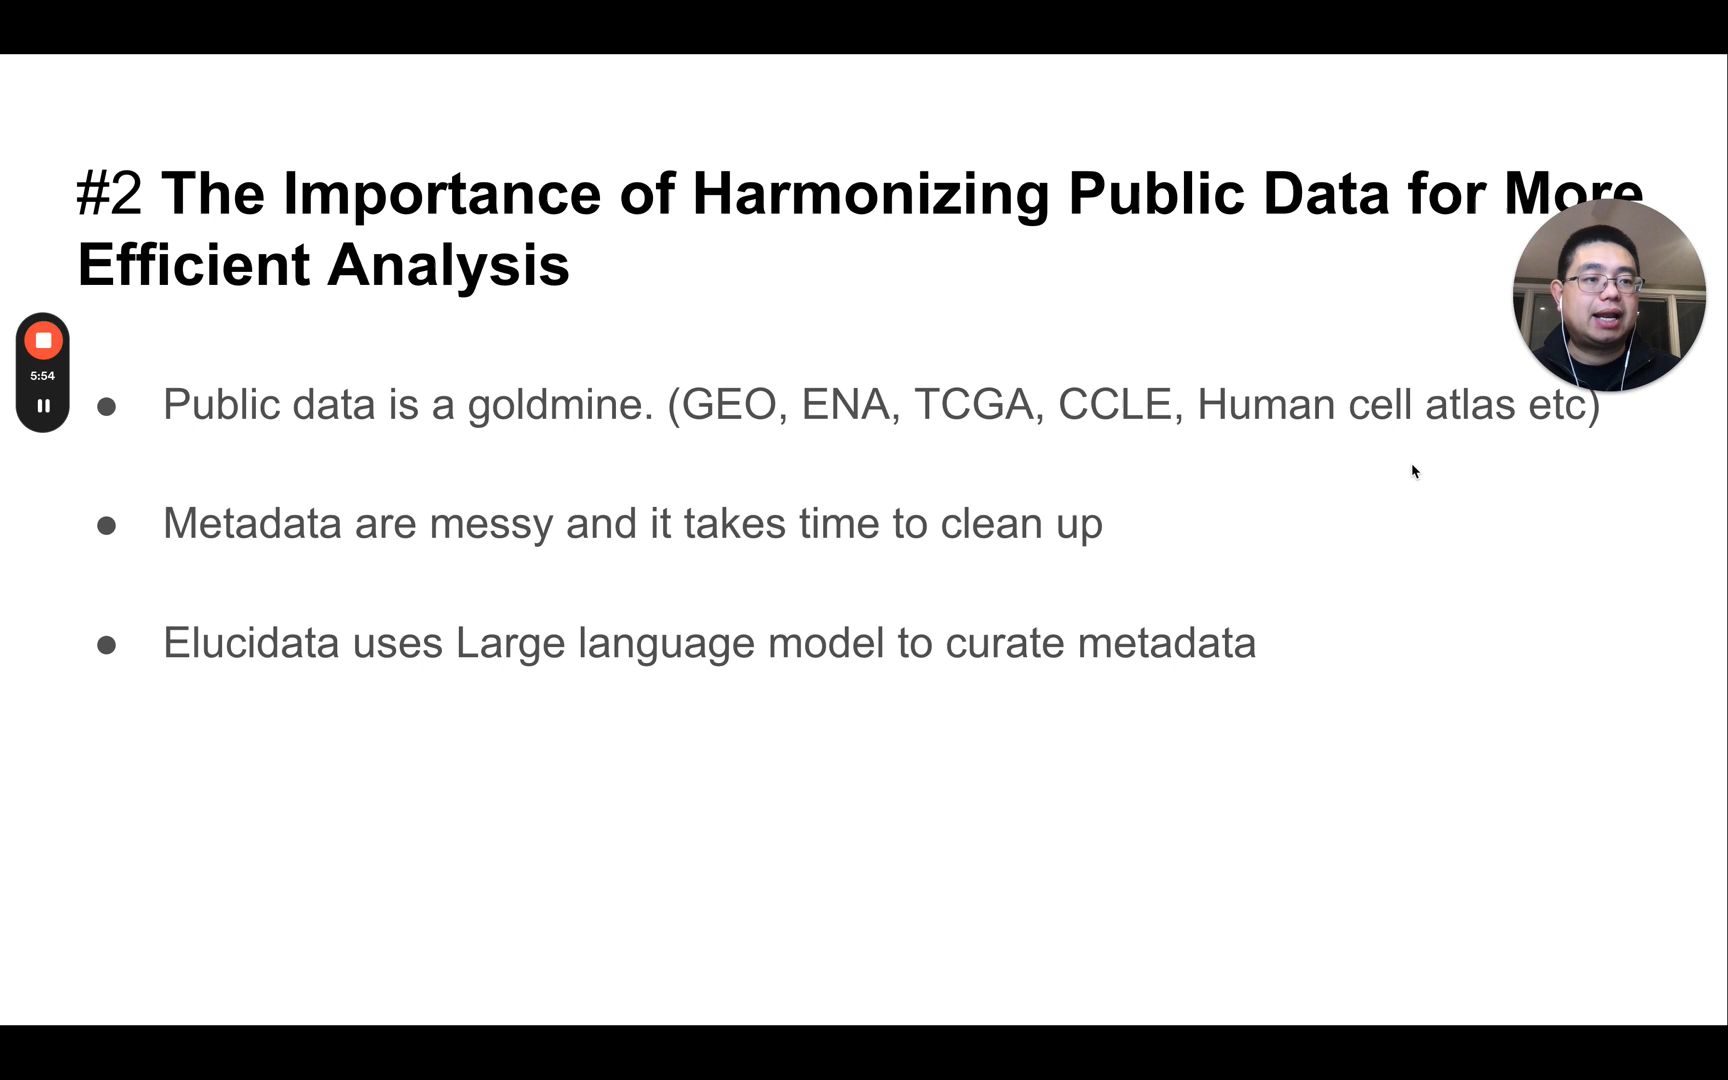 #2 The Importance of Harmonizing Public Data for More
Efficient Analysis
5:54
● Public data is a goldmine. (GEO, ENA, TCGA, CCLE, Human cell atlas etc)
● Metadata are messy and it takes time to clean up
● Elucidata uses Large language model to curate metadata